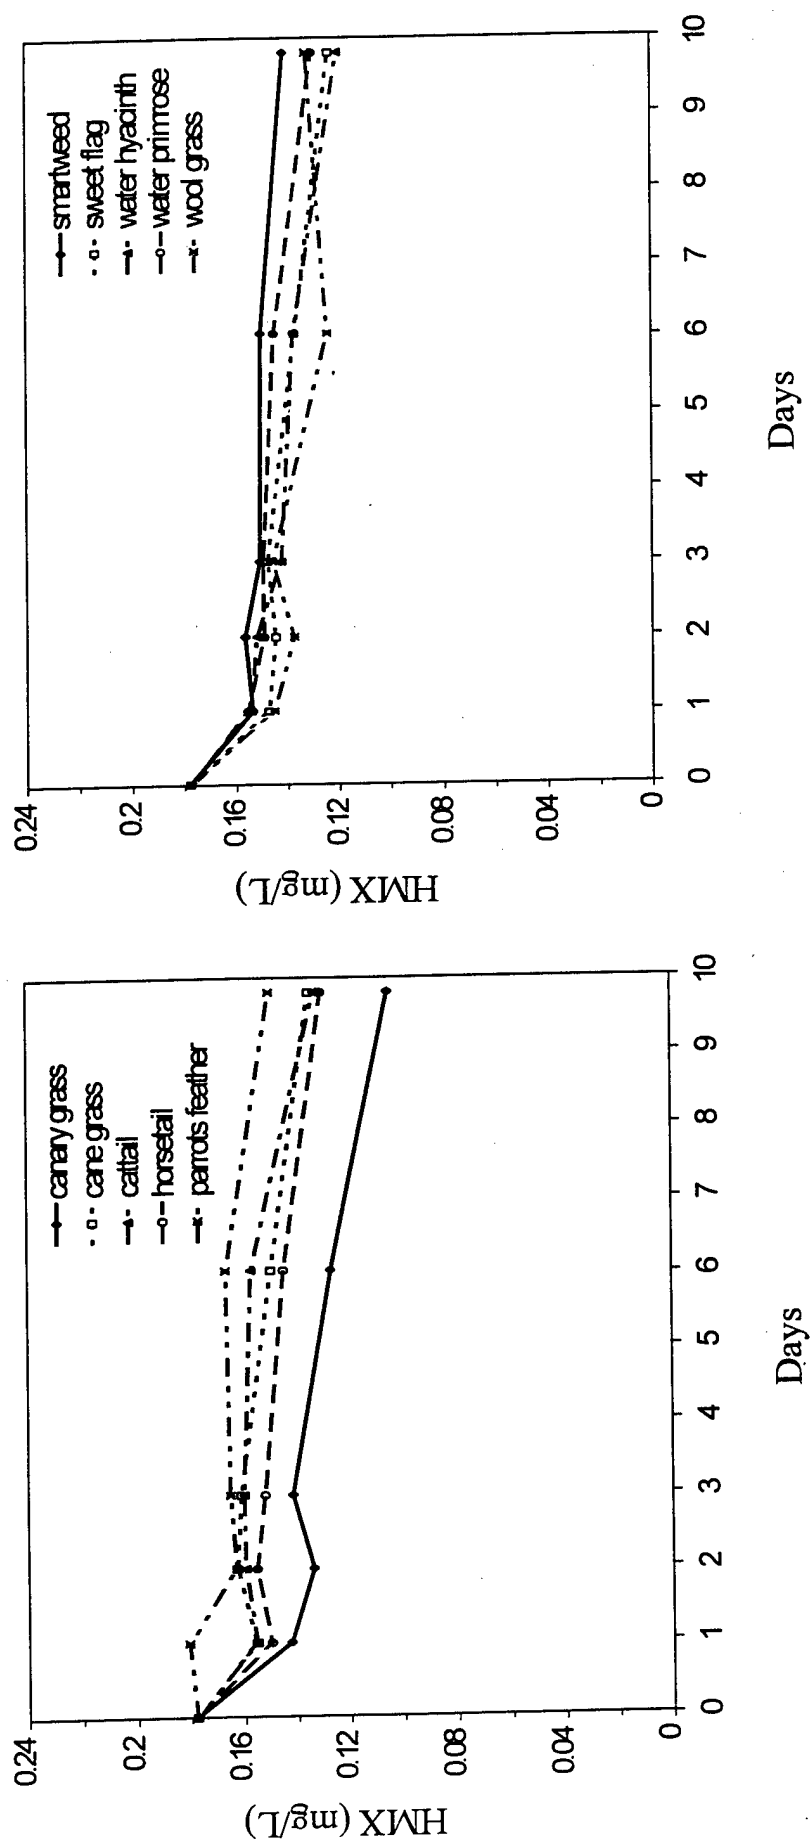 HMX (mg/L)
0.24
0.2
0.16
0.12
0.08
0.04
0
0 1 2 3 4 5 6 7 8 9 10
Days
canary grass
cane grass
cattail
horsetail
parrots feather
HMX (mg/L)
0.24
0.2
0.16
0.12
0.08
0.04
0
0 1 2 3 4 5 6 7 8 9 10
Days
smartweed
sweet flag
water hyacinth
water primrose
wool grass